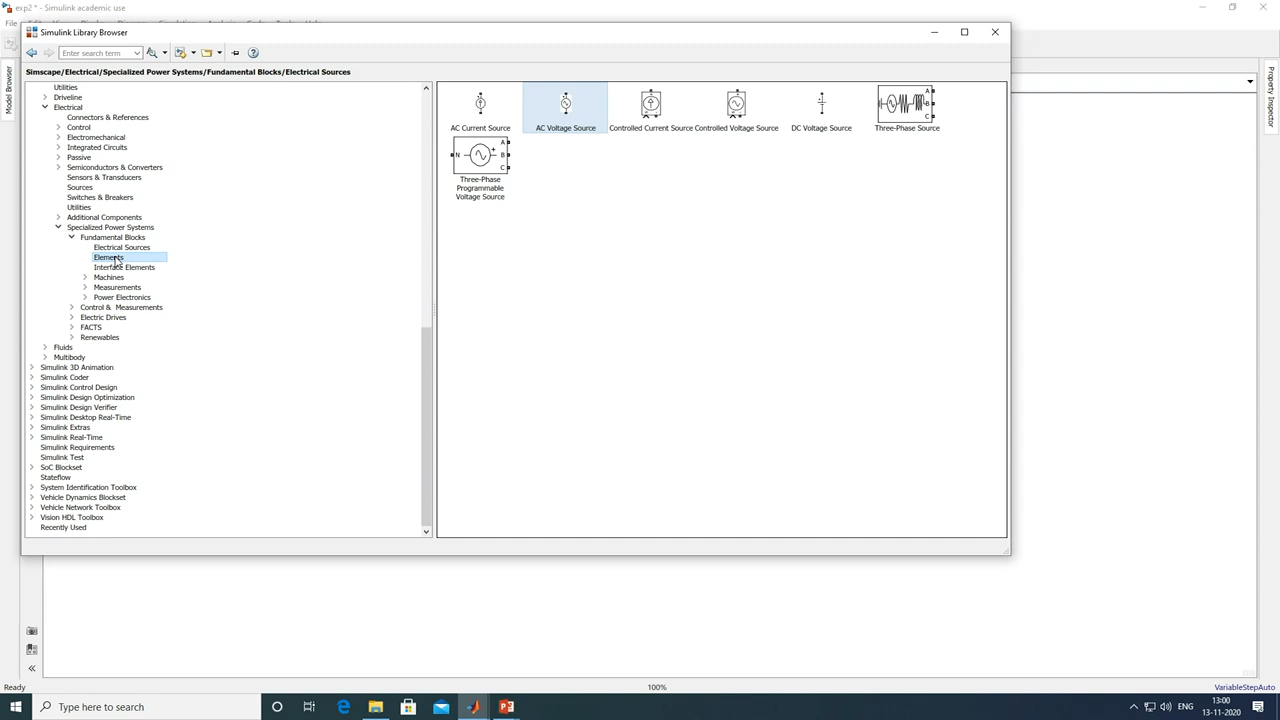 exp2 * - Simulink academic use
File
Simulink Library Browser
Enter search term
Simscape/Electrical/Specialized Power Systems/Fundamental Blocks/Electrical Sources
Model Browser
Property Inspector
Utilities
Driveline
Electrical
Connectors & References
Control
Electromechanical
Integrated Circuits
Passive
Semiconductors & Converters
Sensors & Transducers
Sources
Switches & Breakers
Utilities
Additional Components
Specialized Power Systems
Fundamental Blocks
Electrical Sources
Elements
Interface Elements
Machines
Measurements
Power Electronics
Control & Measurements
Electric Drives
FACTS
Renewables
Fluids
Multibody
Simulink 3D Animation
Simulink Coder
Simulink Control Design
Simulink Design Optimization
Simulink Design Verifier
Simulink Desktop Real-Time
Simulink Extras
Simulink Real-Time
Simulink Requirements
Simulink Test
SoC Blockset
Stateflow
System Identification Toolbox
Vehicle Dynamics Blockset
Vehicle Network Toolbox
Vision HDL Toolbox
Recently Used
A
B
C
AC Current Source AC Voltage Source Controlled Current Source Controlled Voltage Source DC Voltage Source Three-Phase Source
A
N B
C
Three-Phase
Programmable
Voltage Source
Ready 100% VariableStepAuto
Type here to search
ENG
13:00
13-11-2020